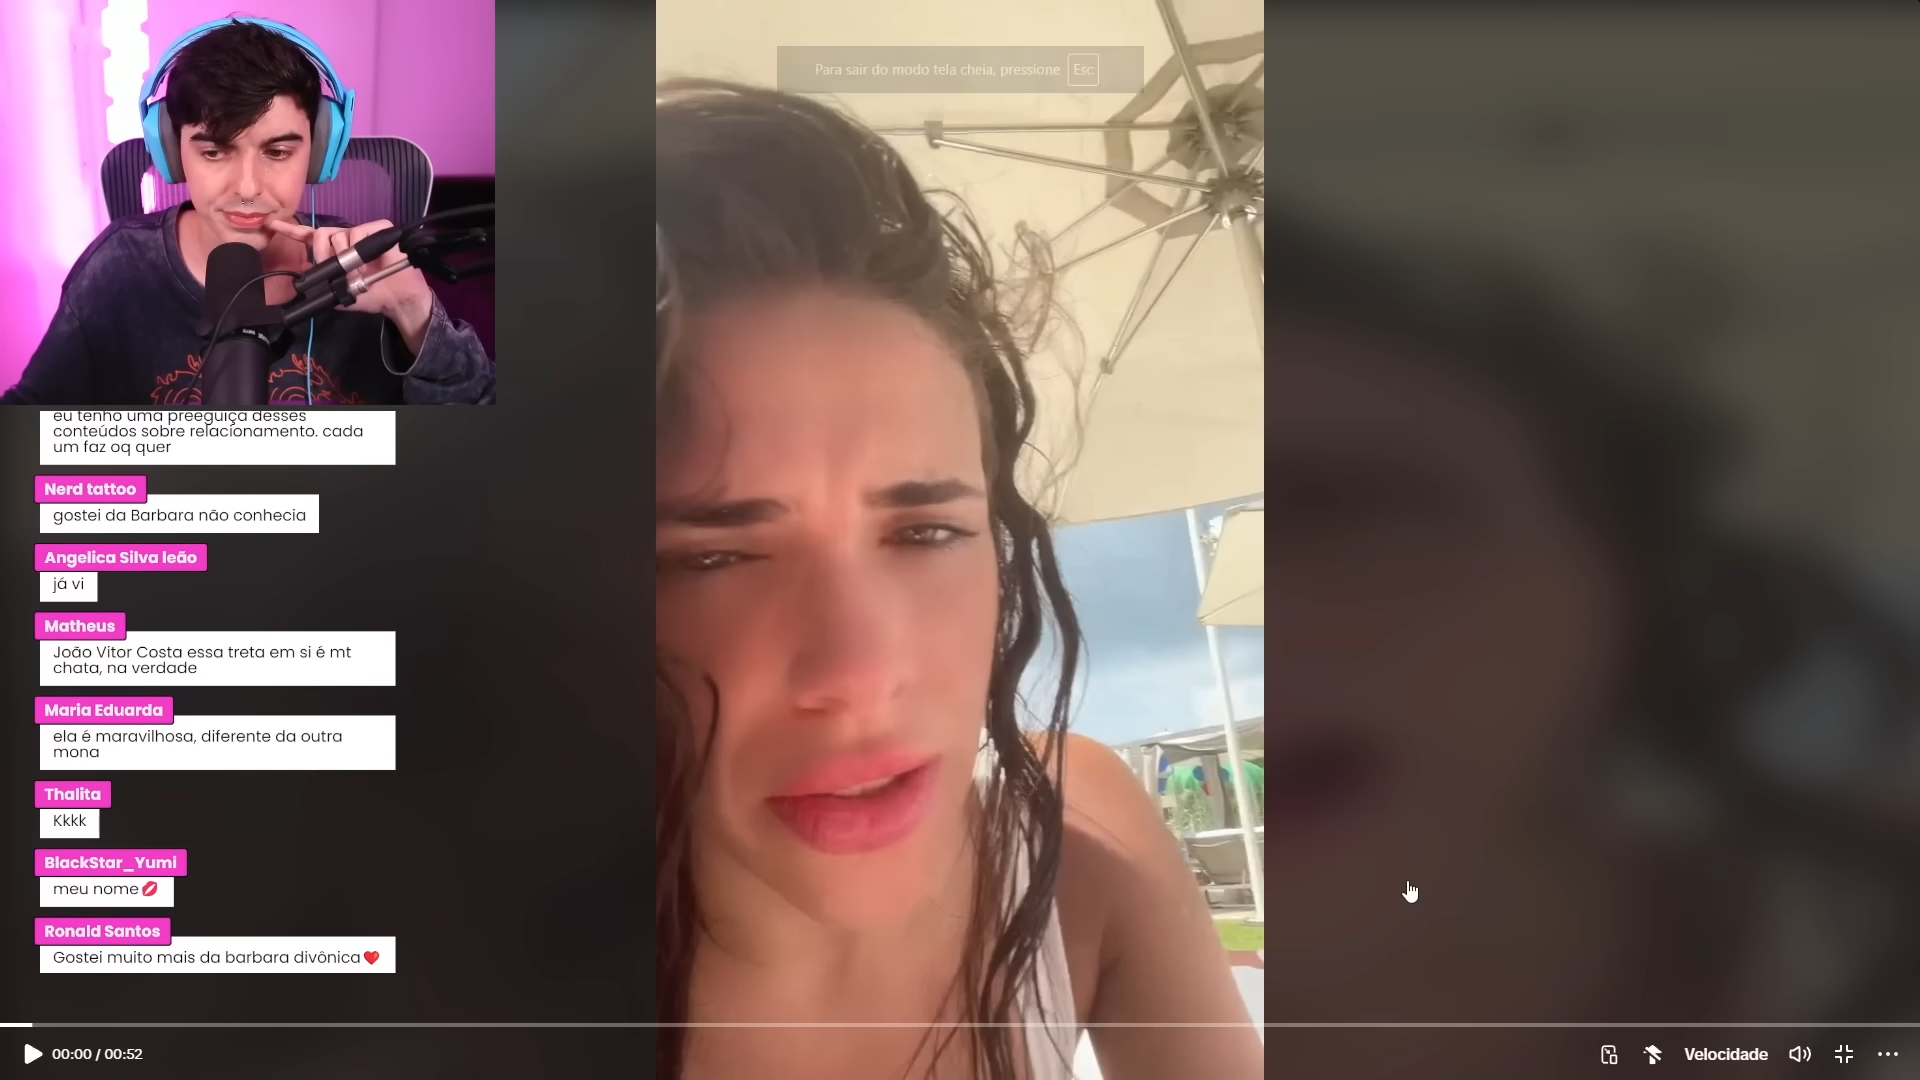 Para sair do modo tela cheia, pressione Esc
eu tenho uma preeguiça desses
conteúdos sobre relacionamento. cada
um faz oq quer
Nerd tattoo
gostei da Barbara não conhecia
Angelica Silva leão
já vi
Matheus
João Vitor Costa essa treta em si é mt
chata, na verdade
Maria Eduarda
ela é maravilhosa, diferente da outra
mona
Thalita
Kkkk
BlackStar_Yumi
meu nome💋
Ronald Santos
Gostei muito mais da barbara divônica❤️
00:00 / 00:52
Velocidade